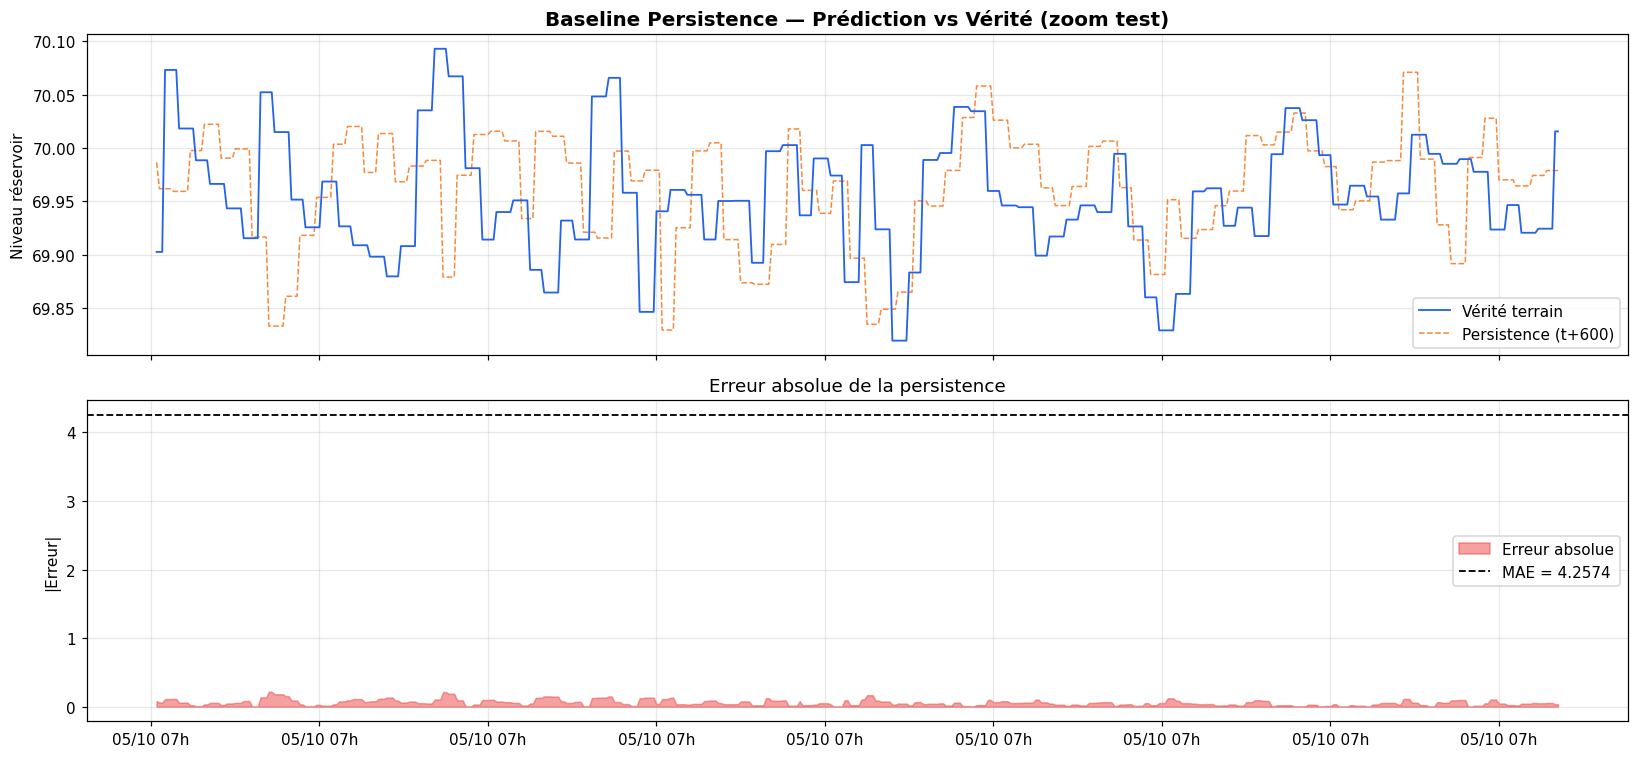 Baseline Persistence — Prédiction vs Vérité (zoom test)
Niveau réservoir
70.10
70.05
70.00
69.95
69.90
69.85
Vérité terrain
Persistence (t+600)
Erreur absolue de la persistence
|Erreur|
4
3
2
1
0
Erreur absolue
MAE = 4.2574
05/10 07h 05/10 07h 05/10 07h 05/10 07h 05/10 07h 05/10 07h 05/10 07h 05/10 07h 05/10 07h